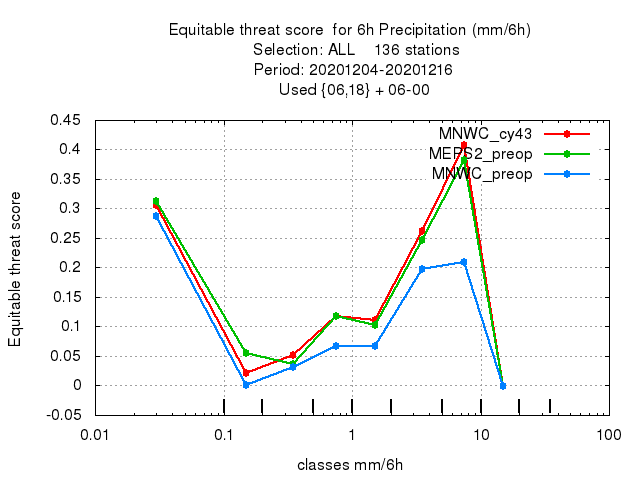 Equitable threat score  for 6h Precipitation (mm/6h)
Selection: ALL    136 stations
Period: 20201204-20201216
Used {06,18} + 06-00
MNWC_cy43
MEPS2_preop
MNWC_preop
Equitable threat score
0.45
0.4
0.35
0.3
0.25
0.2
0.15
0.1
0.05
0
-0.05
0.01 0.1 1 10 100
classes mm/6h